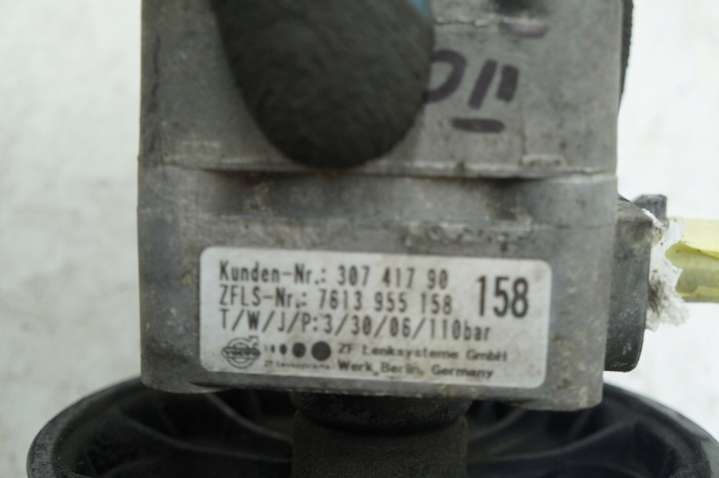 Kunden-Nr.: 307 417 90
ZFLS-Nr.: 7613 955 158 158
T/W/J/P:3/30/06/110bar
ZF Lenksysteme GmbH
Werk Berlin, Germany